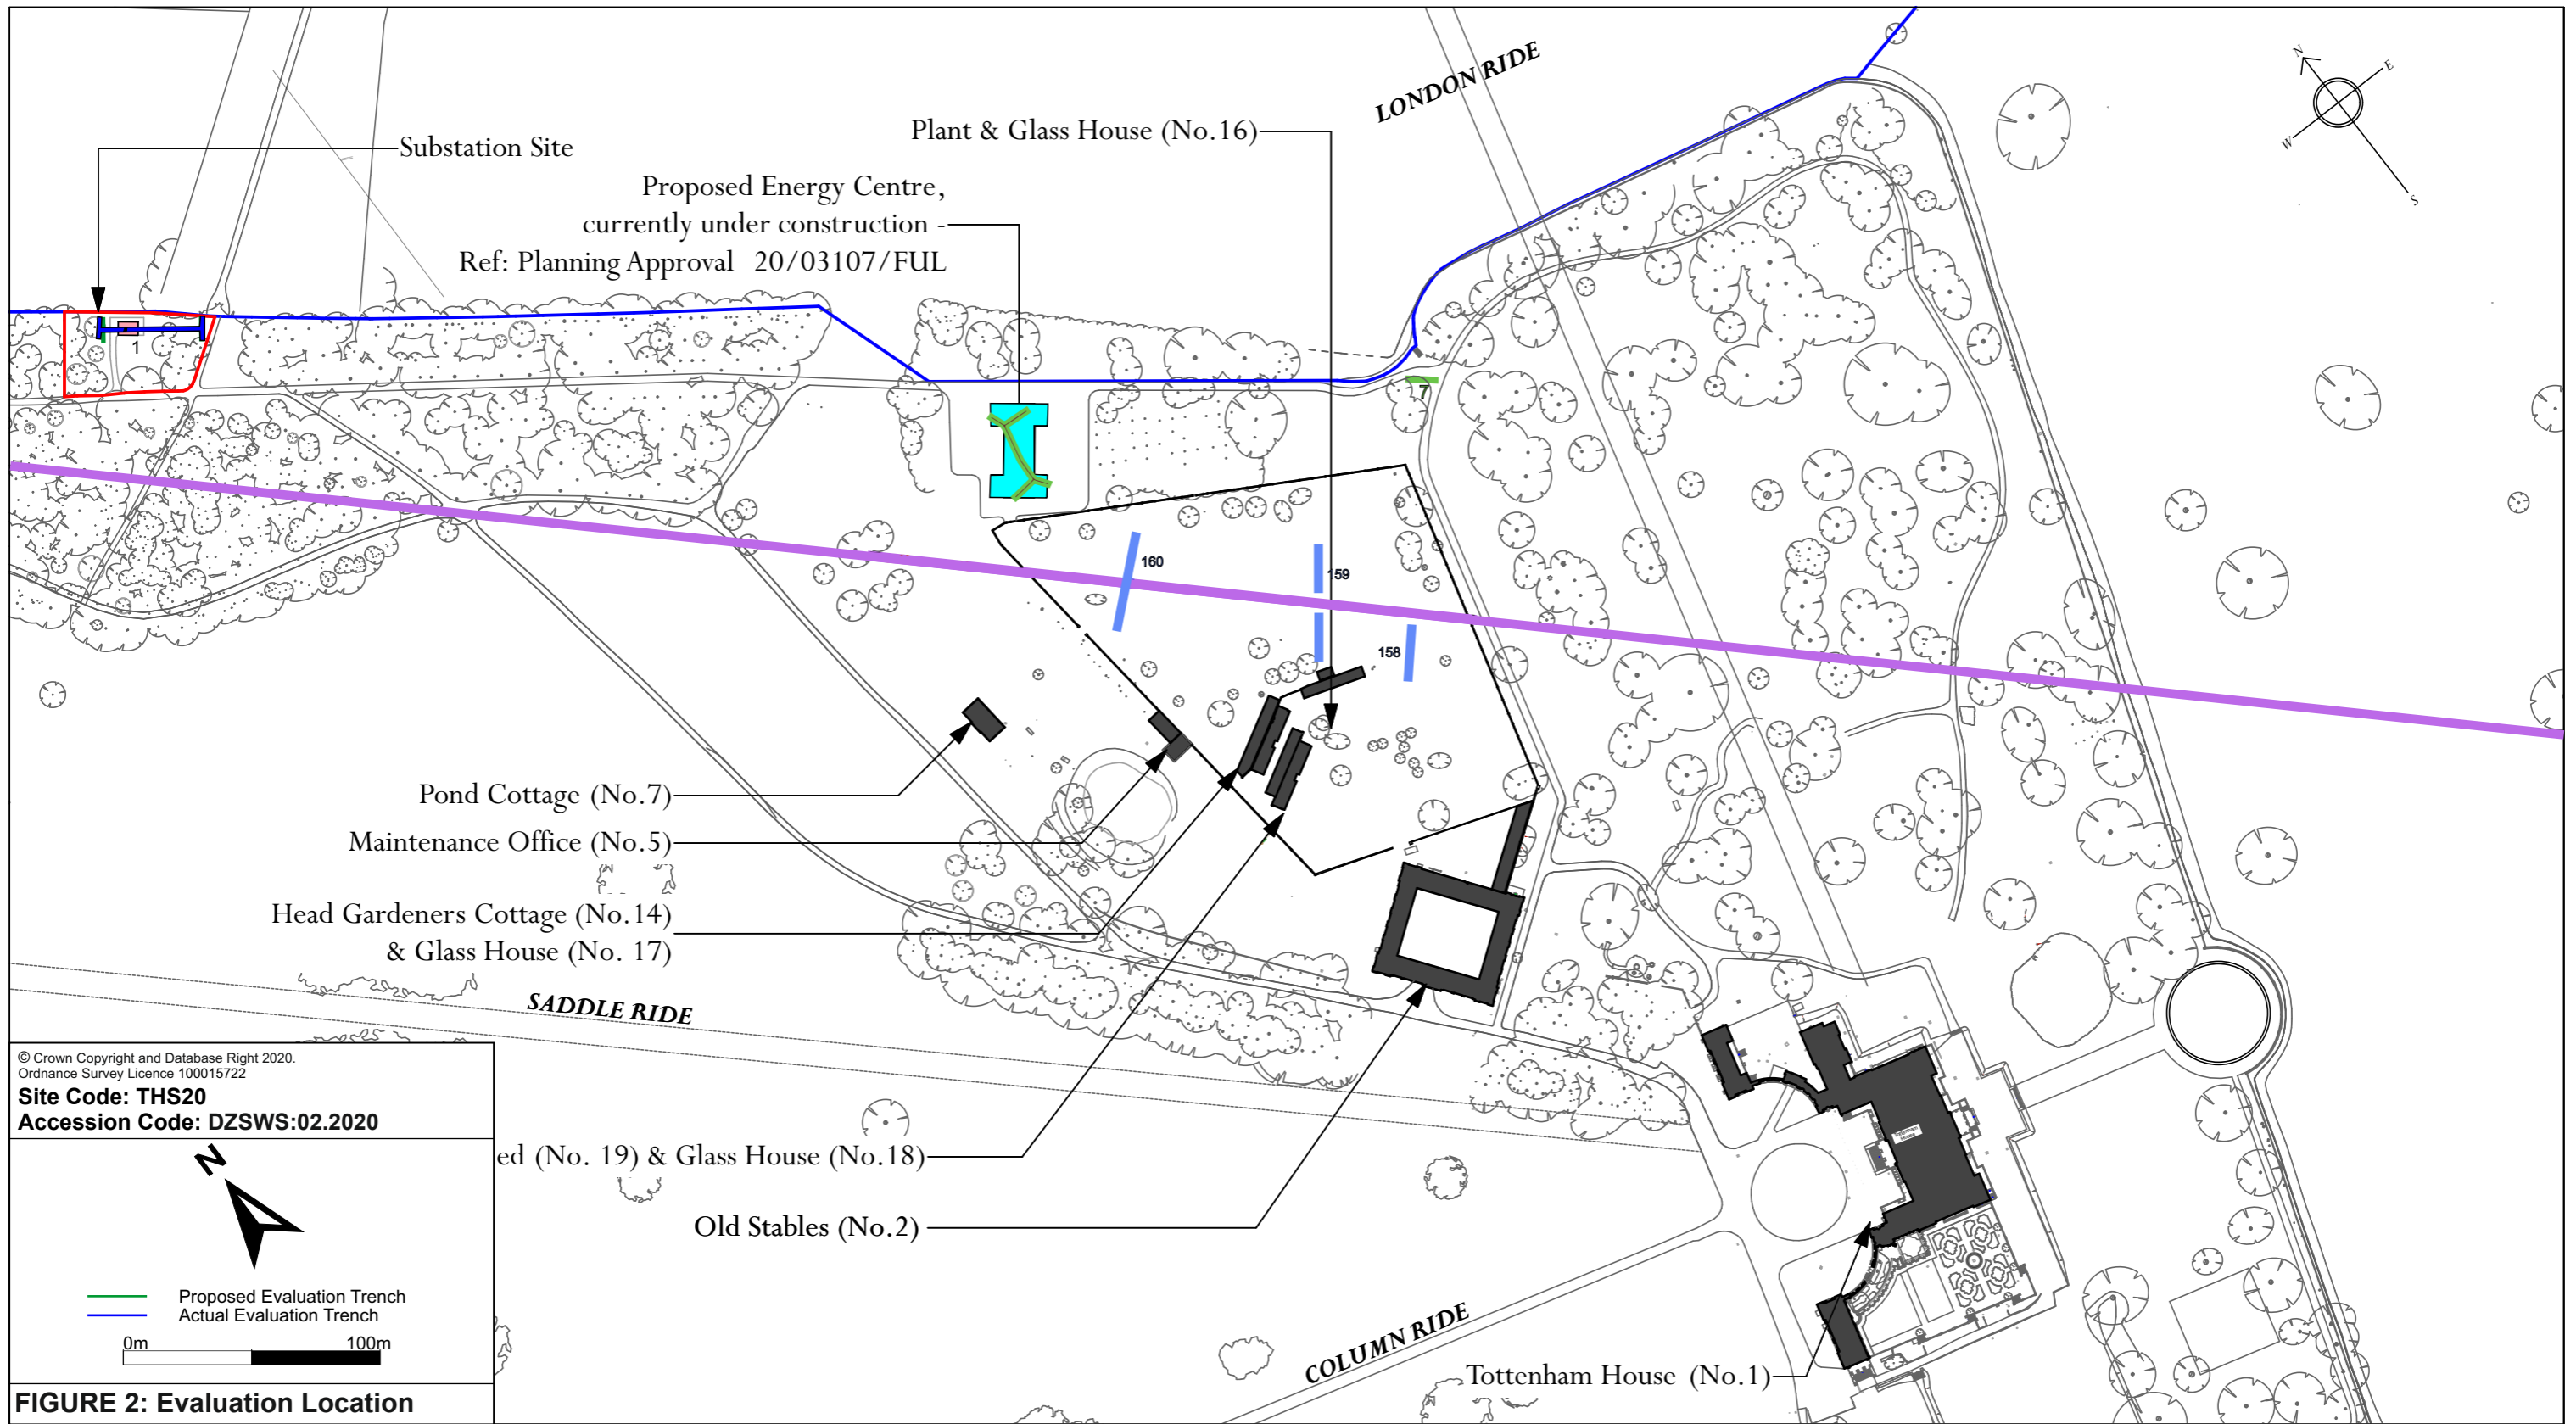 LONDON RIDE
N
E
W
S
Plant & Glass House (No.16)
Substation Site
Proposed Energy Centre,
currently under construction -
Ref: Planning Approval 20/03107/FUL
1
7
160
159
158
Pond Cottage (No.7)
Maintenance Office (No.5)
Head Gardeners Cottage (No.14)
& Glass House (No. 17)
SADDLE RIDE
© Crown Copyright and Database Right 2020.
Ordnance Survey Licence 100015722
Site Code: THS20
Accession Code: DZSWS:02.2020
N
ed (No. 19) & Glass House (No.18)
Tottenham
House
Old Stables (No.2)
Proposed Evaluation Trench
Actual Evaluation Trench
0m 100m
COLUMN RIDE
Tottenham House (No.1)
FIGURE 2: Evaluation Location